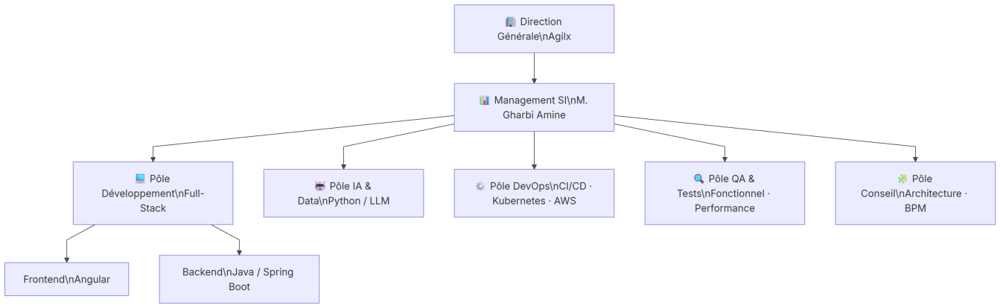 🏢 Direction
Générale\nAgilx
📊 Management SI\nM.
Gharbi Amine
💻 Pôle
Développement\nFull-
Stack
🤖 Pôle IA &
Data\nPython / LLM
⚙️ Pôle DevOps\nCI/CD ·
Kubernetes · AWS
🔍 Pôle QA &
Tests\nFonctionnel ·
Performance
🧩 Pôle
Conseil\nArchitecture ·
BPM
Frontend\nAngular
Backend\nJava / Spring
Boot